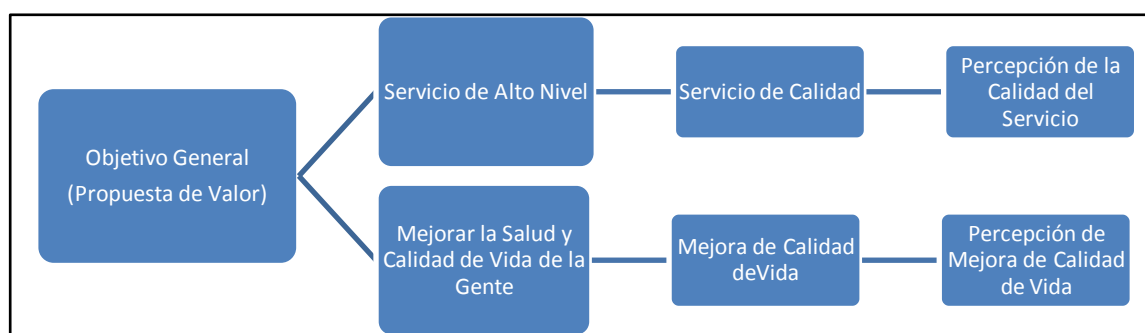 Objetivo General
(Propuesta de Valor)
Servicio de Alto Nivel
Servicio de Calidad
Percepción de la
Calidad del
Servicio
Mejorar la Salud y
Calidad de Vida de la
Gente
Mejora de Calidad
deVida
Percepción de
Mejora de Calidad
de Vida